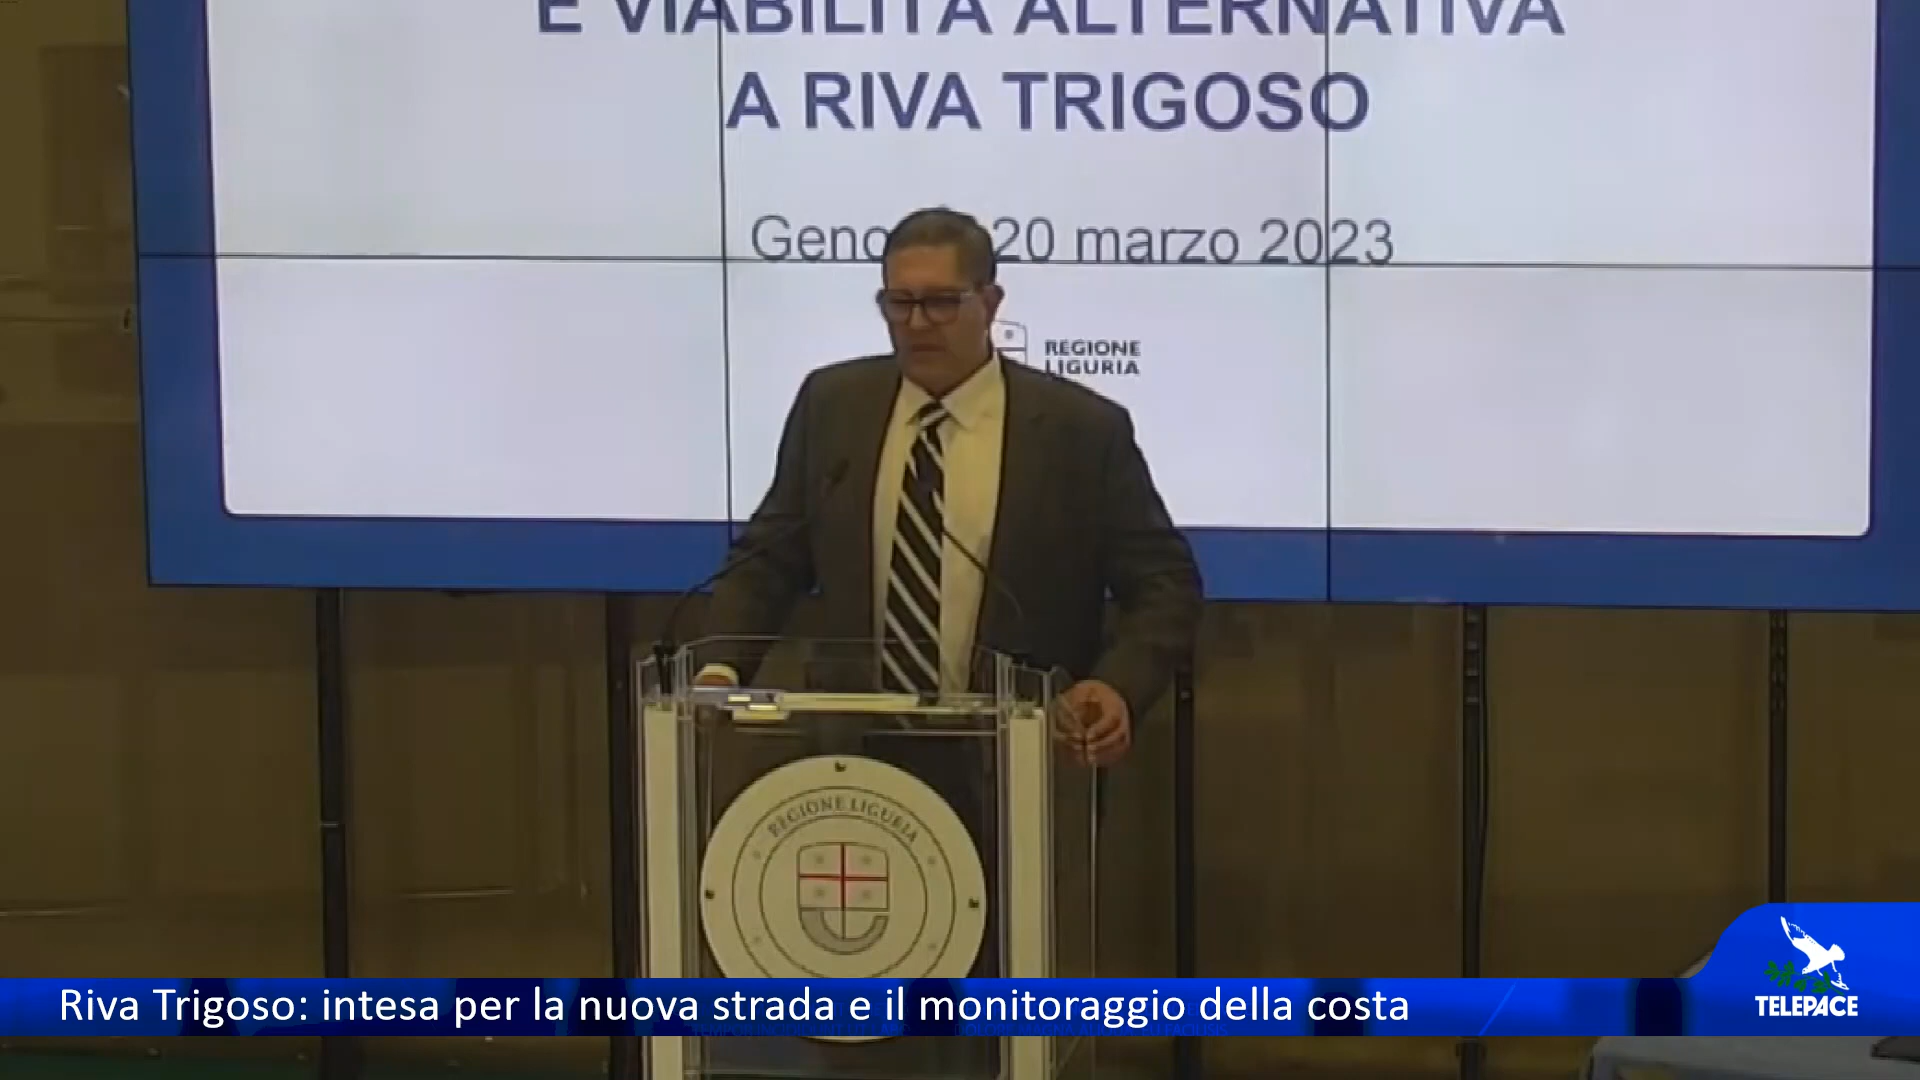 E VIABILITÀ ALTERNATIVA
A RIVA TRIGOSO
20 marzo 2023
REGIONE
LIGURIA
REGIONE LIGURIA
Riva Trigoso: intesa per la nuova strada e il monitoraggio della costa
TELEPACE